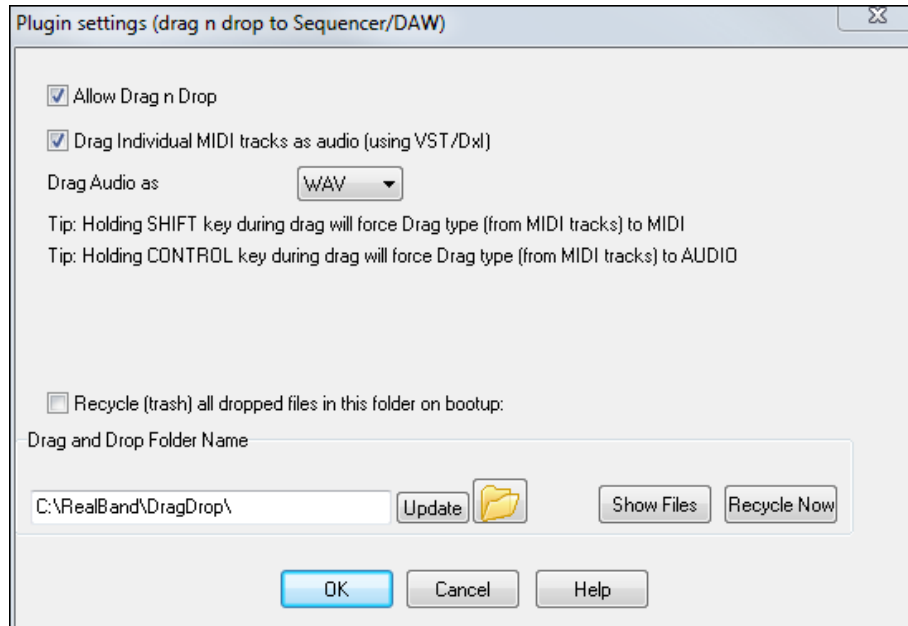 Plugin settings (drag n drop to Sequencer/DAW)
Allow Drag n Drop
Drag Individual MIDI tracks as audio (using VST/DxI)
Drag Audio as WAV
Tip: Holding SHIFT key during drag will force Drag type (from MIDI tracks) to MIDI
Tip: Holding CONTROL key during drag will force Drag type (from MIDI tracks) to AUDIO
Recycle (trash) all dropped files in this folder on bootup:
Drag and Drop Folder Name
C:\RealBand\DragDrop\ Update Show Files Recycle Now
OK Cancel Help